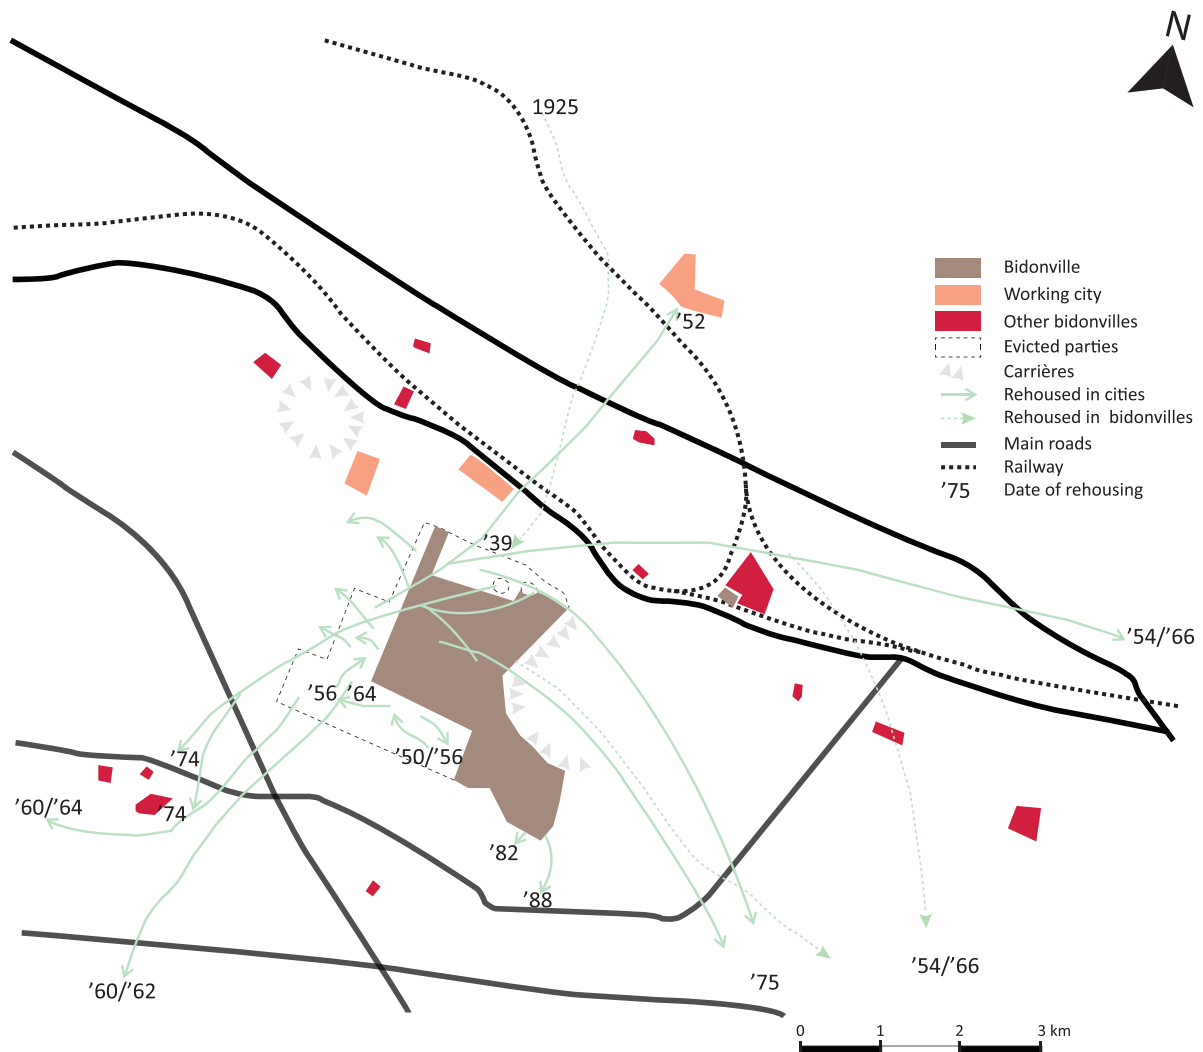 N
1925
Bidonville
Working city
Other bidonvilles
Evicted parties
Carrières
Rehoused in cities
Rehoused in bidonvilles
Main roads
Railway
’75 Date of rehousing
’52
’39
’54/’66
’56 ’64
’50/’56
’74
’60/’64
’74
’82
’88
’54/’66
’75
’60/’62
0 1 2 3 km